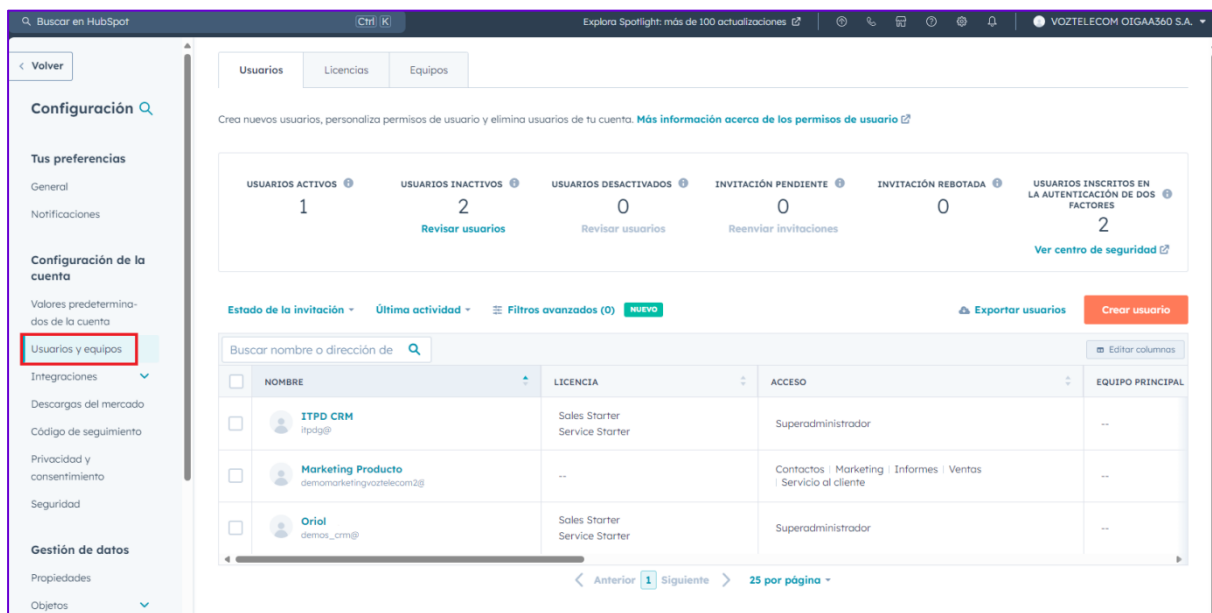 Buscar en HubSpot
Ctrl K
Explora Spotlight: más de 100 actualizaciones
VOZTELECOM OIGAA360 S.A.
Volver
Configuración
Tus preferencias
General
Notificaciones
Configuración de la
cuenta
Valores predetermina-
dos de la cuenta
Usuarios y equipos
Integraciones
Descargas del mercado
Código de seguimiento
Privacidad y
consentimiento
Seguridad
Gestión de datos
Propiedades
Objetos
Usuarios
Licencias
Equipos
Crea nuevos usuarios, personaliza permisos de usuario y elimina usuarios de tu cuenta. Más información acerca de los permisos de usuario
USUARIOS ACTIVOS
1
USUARIOS INACTIVOS
2
Revisar usuarios
USUARIOS DESACTIVADOS
0
Revisar usuarios
INVITACIÓN PENDIENTE
0
Reenviar invitaciones
INVITACIÓN REBOTADA
0
USUARIOS INSCRITOS EN
LA AUTENTICACIÓN DE DOS
FACTORES
2
Ver centro de seguridad
Estado de la invitación
Última actividad
Filtros avanzados (0)
NUEVO
Exportar usuarios
Crear usuario
Buscar nombre o dirección de
Editar columnas
NOMBRE
LICENCIA
ACCESO
EQUIPO PRINCIPAL
ITPD CRM
itpdg@
Sales Starter
Service Starter
Superadministrador
--
Marketing Producto
demomarketingvoztelecom2@
--
Contactos | Marketing | Informes | Ventas
| Servicio al cliente
--
Oriol
demos_crm@
Sales Starter
Service Starter
Superadministrador
--
Anterior 1 Siguiente
25 por página